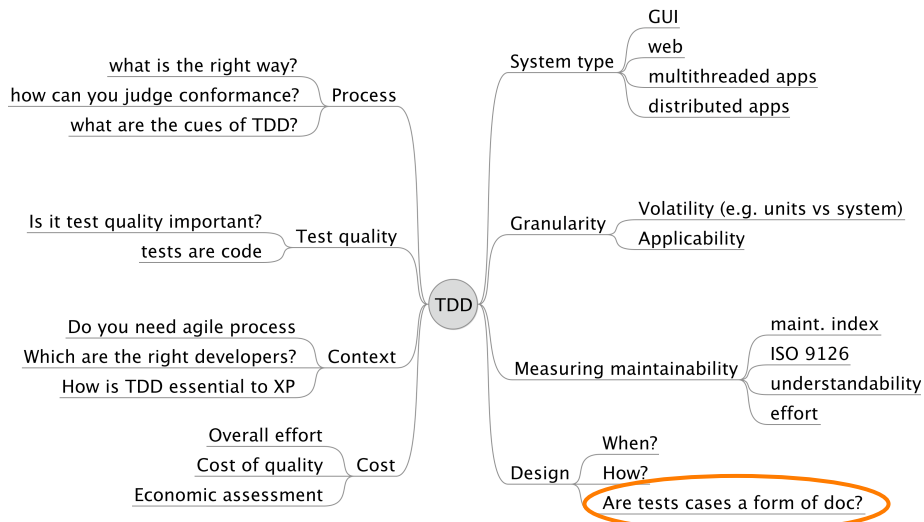 what is the right way?
how can you judge conformance?
what are the cues of TDD?
Process
Is it test quality important?
tests are code
Test quality
Do you need agile process
Which are the right developers?
How is TDD essential to XP
Context
Overall effort
Cost of quality
Economic assessment
Cost
TDD
System type
GUI
web
multithreaded apps
distributed apps
Granularity
Volatility (e.g. units vs system)
Applicability
Measuring maintainability
maint. index
ISO 9126
understandability
effort
Design
When?
How?
Are tests cases a form of doc?